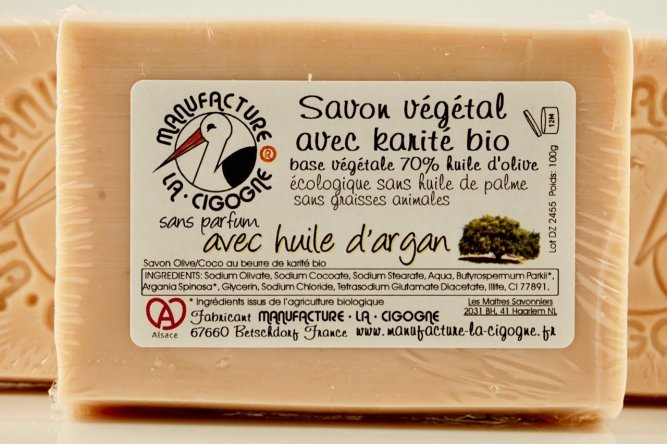 MANUFACTURE
LA • CIGOGNE ®
Savon végétal
avec karité bio
base végétale 70% huile d'olive
écologique sans huile de palme
sans graisses animales
12M
Lot DZ 2455 Poids: 100g
sans parfum
avec huile d'argan
Savon Olive/Coco au beurre de karité bio
INGREDIENTS: Sodium Olivate, Sodium Cocoate, Sodium Stearate, Aqua, Butyrospermum Parkii*,
Argania Spinosa*, Glycerin, Sodium Chloride, Tetrasodium Glutamate Diacetate, Illite, CI 77891.
* Ingrédients issus de l'agriculture biologique
Alsace
Fabricant MANUFACTURE • LA • CIGOGNE
67660 Betschdorf France www.manufacture-la-cigogne.fr
Les Maîtres Savonniers
2031 BH, 41 Haarlem NL